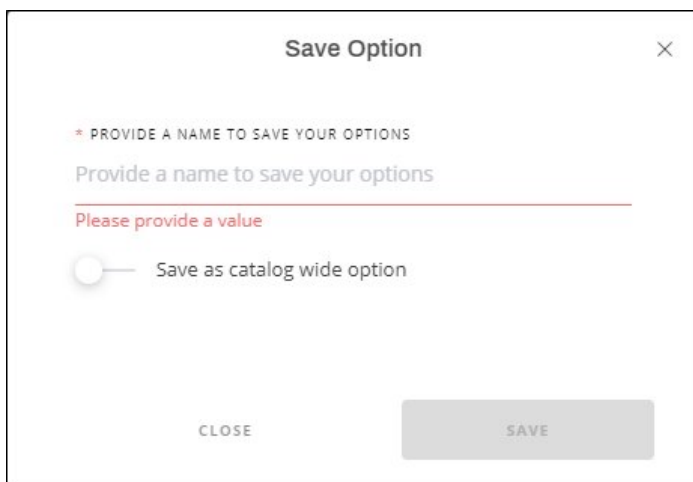 Save Option
* PROVIDE A NAME TO SAVE YOUR OPTIONS
Provide a name to save your options
Please provide a value
Save as catalog wide option
CLOSE SAVE